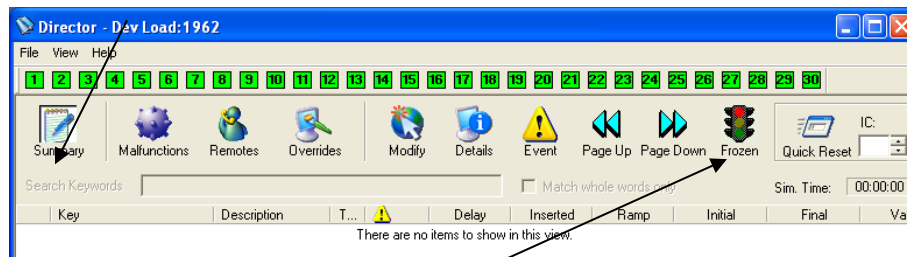 Director - Dev Load:1962
File View Help
1 2 3 4 5 6 7 8 9 10 11 12 13 14 15 16 17 18 19 20 21 22 23 24 25 26 27 28 29 30
Summary Malfunctions Remotes Overrides Modify Details Event Page Up Page Down Frozen Quick Reset IC:
Search Keywords Match whole words only Sim. Time: 00:00:00
Key Description T... Delay Inserted Ramp Initial Final Va
There are no items to show in this view.